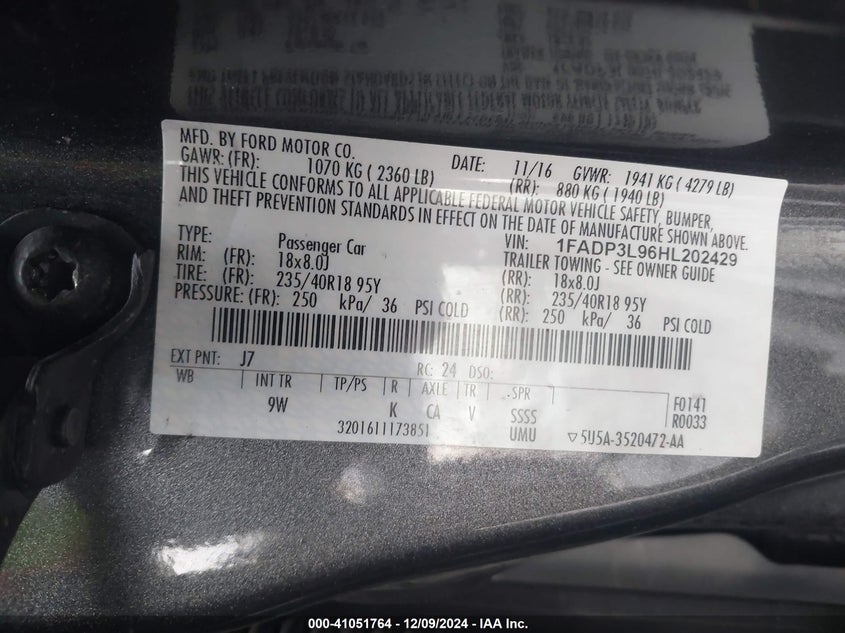 MFD. BY FORD MOTOR CO. DATE: 11/16 GVWR: 1941 KG ( 4279 LB)
GAWR: (FR): 1070 KG ( 2360 LB) (RR): 880 KG ( 1940 LB)
THIS VEHICLE CONFORMS TO ALL APPLICABLE FEDERAL MOTOR VEHICLE SAFETY, BUMPER,
AND THEFT PREVENTION STANDARDS IN EFFECT ON THE DATE OF MANUFACTURE SHOWN ABOVE.
VIN: 1FADP3L96HL202429
TYPE: Passenger Car TRAILER TOWING - SEE OWNER GUIDE
RIM: (FR): 18x8.0J (RR): 18x8.0J
TIRE: (FR): 235/40R18 95Y (RR): 235/40R18 95Y
PRESSURE: (FR): 250 kPa/ 36 PSI COLD (RR): 250 kPa/ 36 PSI COLD
EXT PNT: J7 RC: 24 DSO:
WB INT TR TP/PS R AXLE TR SPR F0141
9W K CA V SSSS R0033
3201611173851 UMU ▽5U5A-3520472-AA
000-41051764 - 12/09/2024 - IAA Inc.